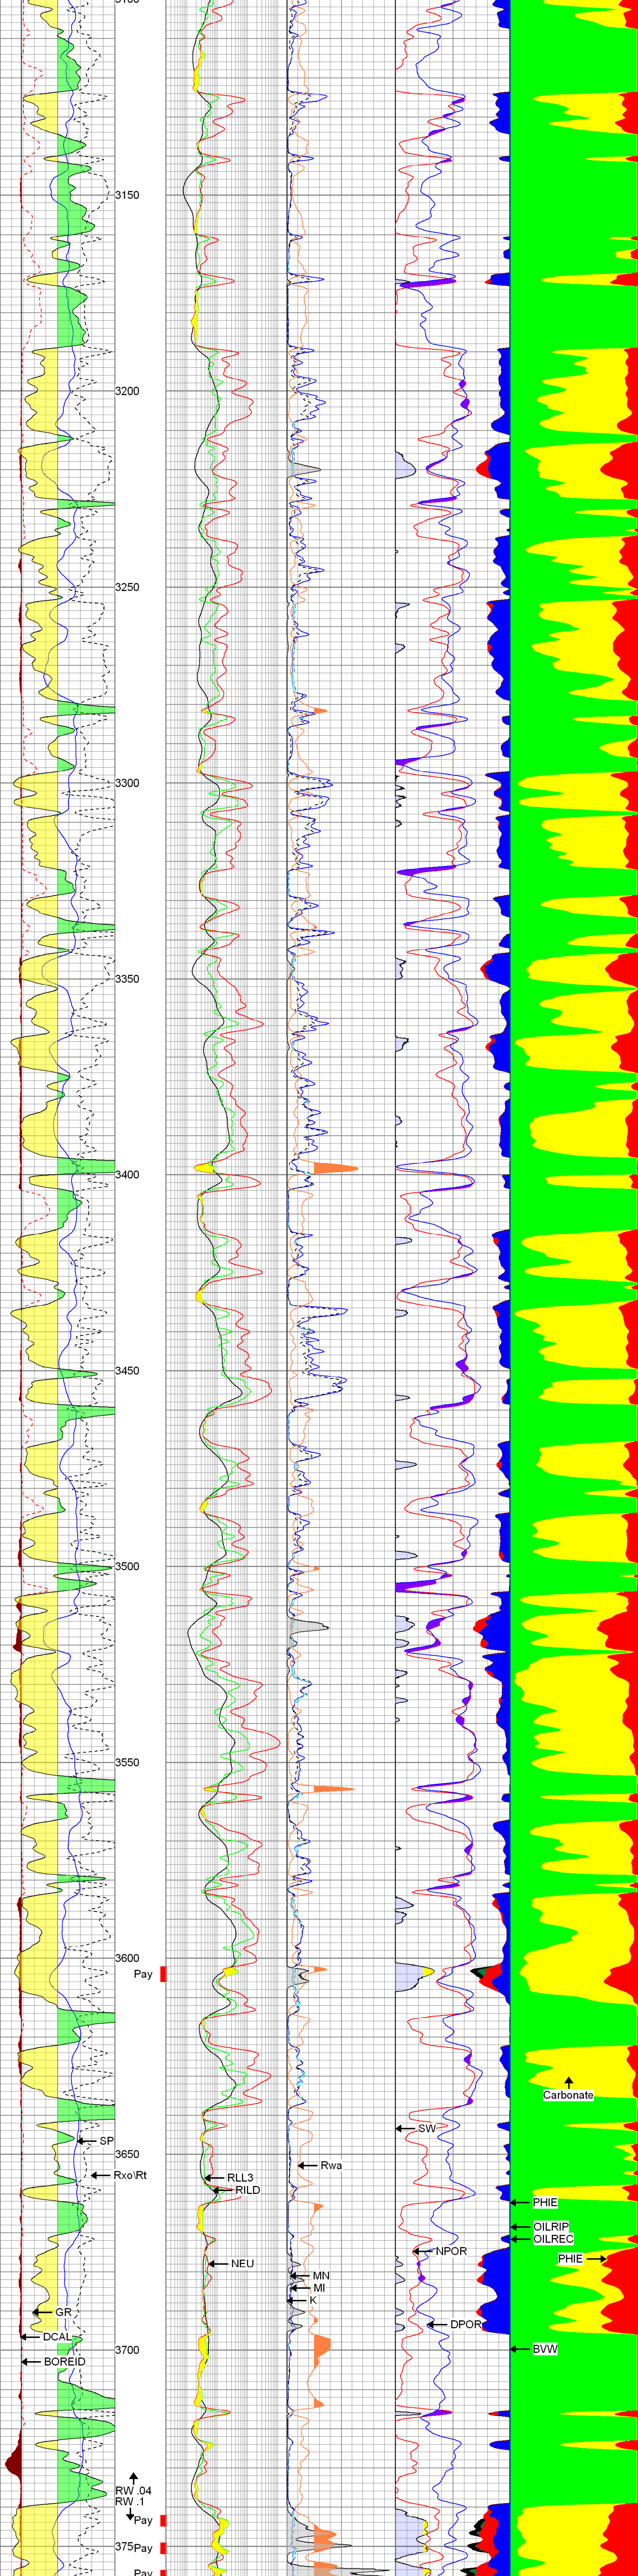 3100
3150
3200
3250
3300
3350
3400
3450
3500
3550
3600
Pay
Carbonate
SW
SP
3650
Rwa
Rxo\Rt
RLL3
RILD
PHIE
OILRIP
OILREC
NPOR
PHIE
NEU
MN
MI
K
GR
DPOR
DCAL
3700
BVW
BOREID
RW .04
RW .1
Pay
3750
Pay
Pay